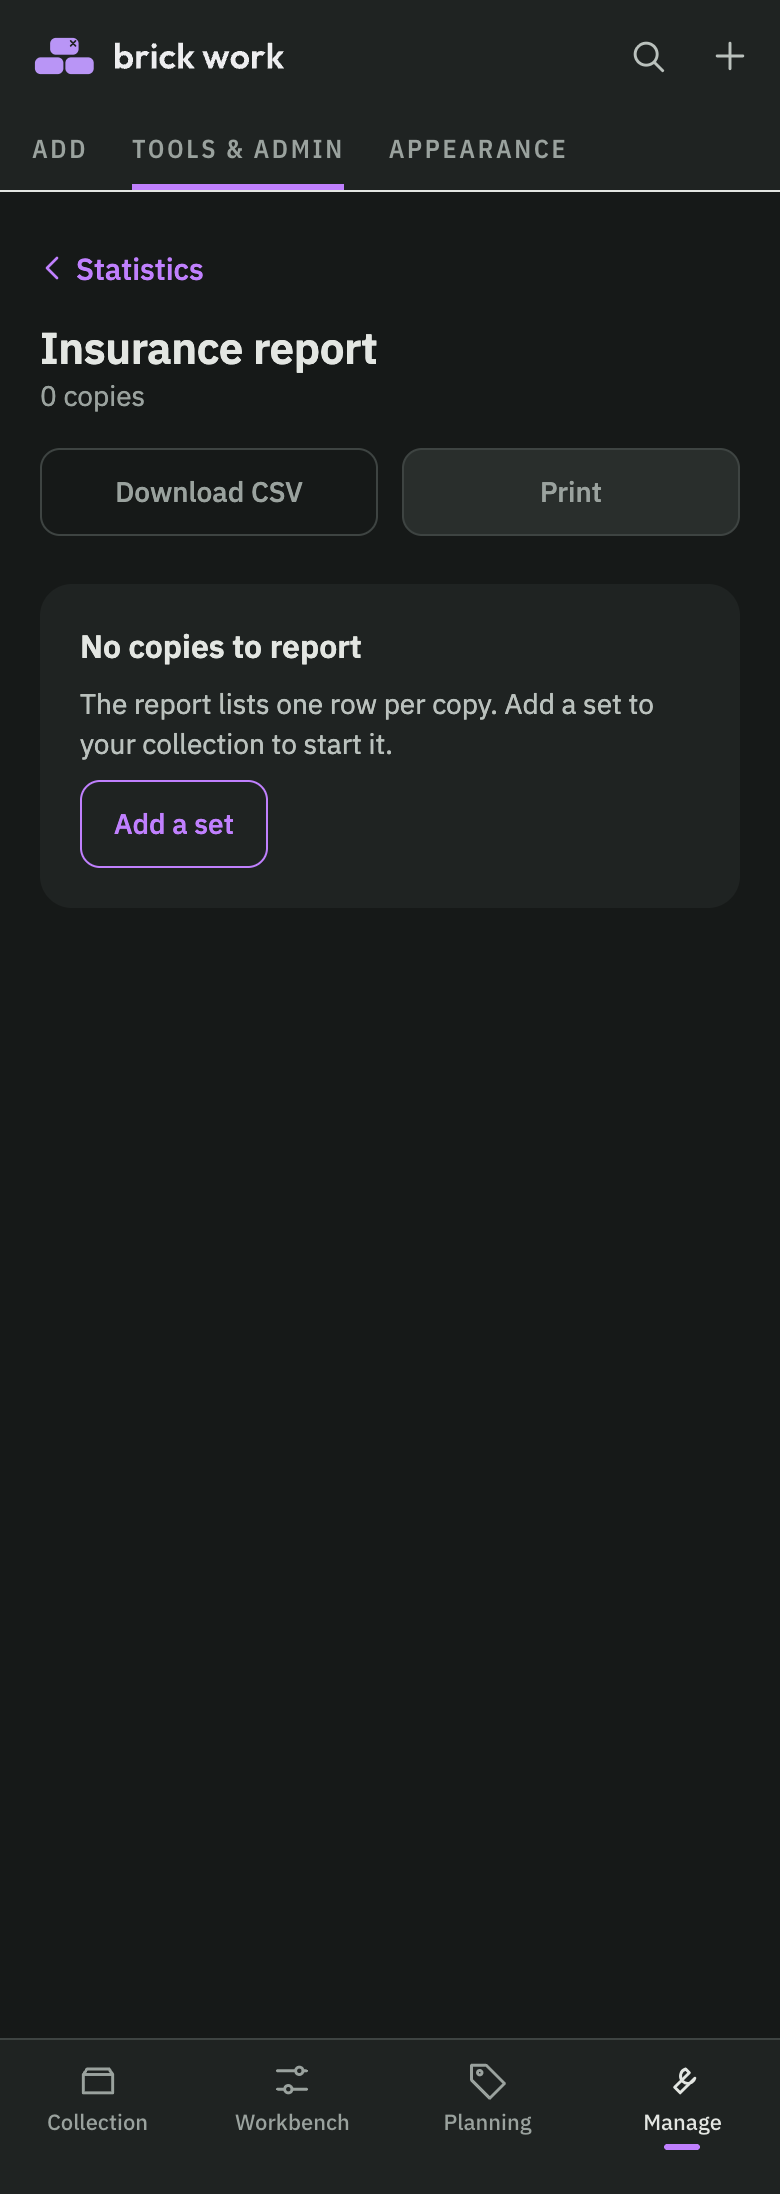 brick work
ADD TOOLS & ADMIN APPEARANCE
Statistics
Insurance report
0 copies
Download CSV Print
No copies to report
The report lists one row per copy. Add a set to
your collection to start it.
Add a set
Collection Workbench Planning Manage